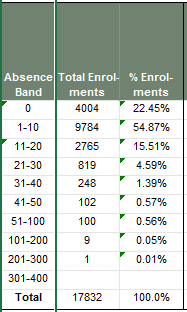 Absence Band Total Enrol-ments % Enrol-ments
0 4004 22.45%
1-10 9784 54.87%
11-20 2765 15.51%
21-30 819 4.59%
31-40 248 1.39%
41-50 102 0.57%
51-100 100 0.56%
101-200 9 0.05%
201-300 1 0.01%
301-400
Total 17832 100.0%